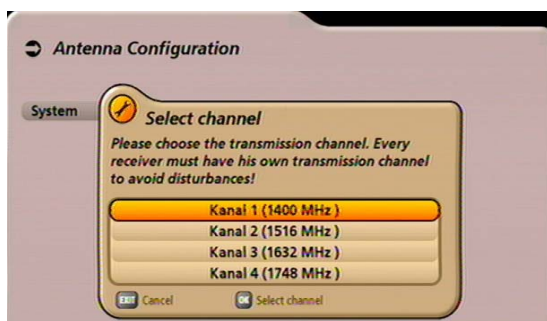 Antenna Configuration
System
Select channel
Please choose the transmission channel. Every
receiver must have his own transmission channel
to avoid disturbances!
Kanal 1 (1400 MHz )
Kanal 2 (1516 MHz )
Kanal 3 (1632 MHz )
Kanal 4 (1748 MHz )
EXIT Cancel OK Select channel